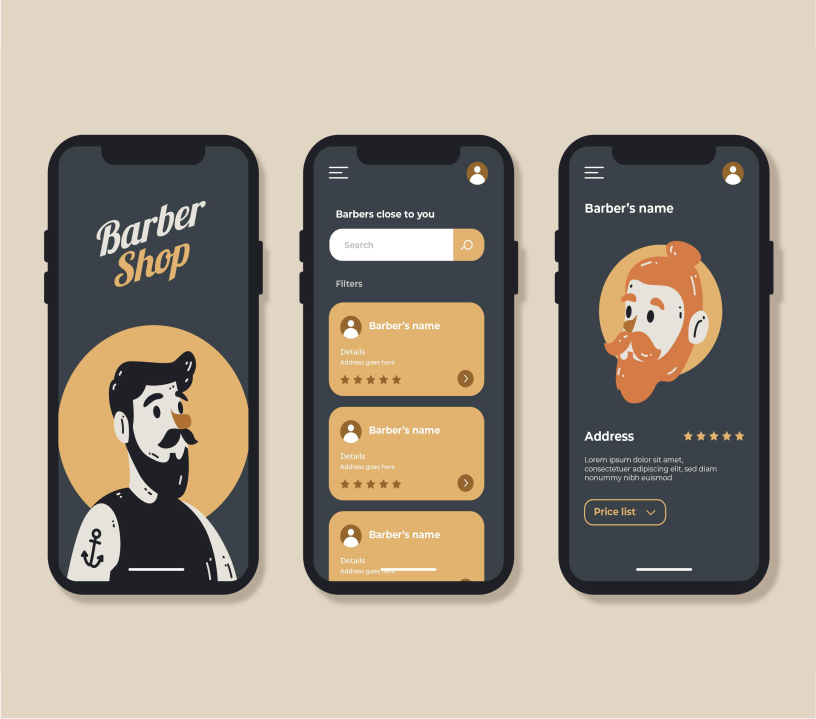 Barber
Shop
Barbers close to you
Search
Filters
Barber's name
Details
Address goes here
Barber's name
Details
Address goes here
Barber's name
Details
Address goes here
Barber's name
Address
Lorem ipsum dolor sit amet,
consectetuer adipiscing elit, sed diam
nonummy nibh euismod
Price list